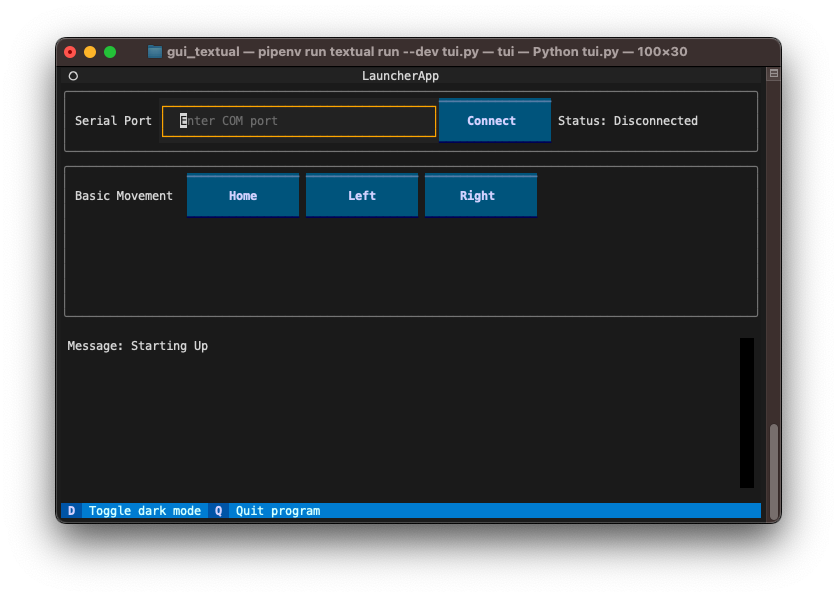 gui_textual — pipenv run textual run --dev tui.py — tui — Python tui.py — 100×30
LauncherApp
Serial Port Enter COM port Connect Status: Disconnected
Basic Movement Home Left Right
Message: Starting Up
D Toggle dark mode Q Quit program